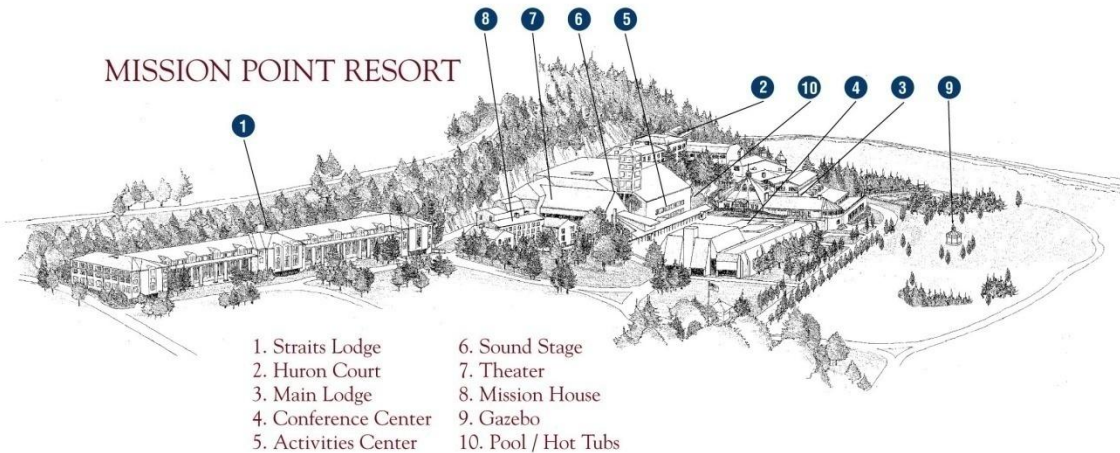 8 7 6 5
MISSION POINT RESORT
2 10 4 3 9
1
1. Straits Lodge
2. Huron Court
3. Main Lodge
4. Conference Center
5. Activities Center
6. Sound Stage
7. Theater
8. Mission House
9. Gazebo
10. Pool / Hot Tubs